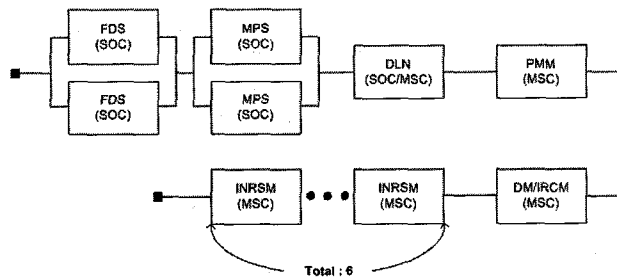 FDS
(SOC)
MPS
(SOC)
FDS
(SOC)
MPS
(SOC)
DLN
(SOC/MSC)
PMM
(MSC)
INRSM
(MSC)
INRSM
(MSC)
DM/IRCM
(MSC)
Total : 6